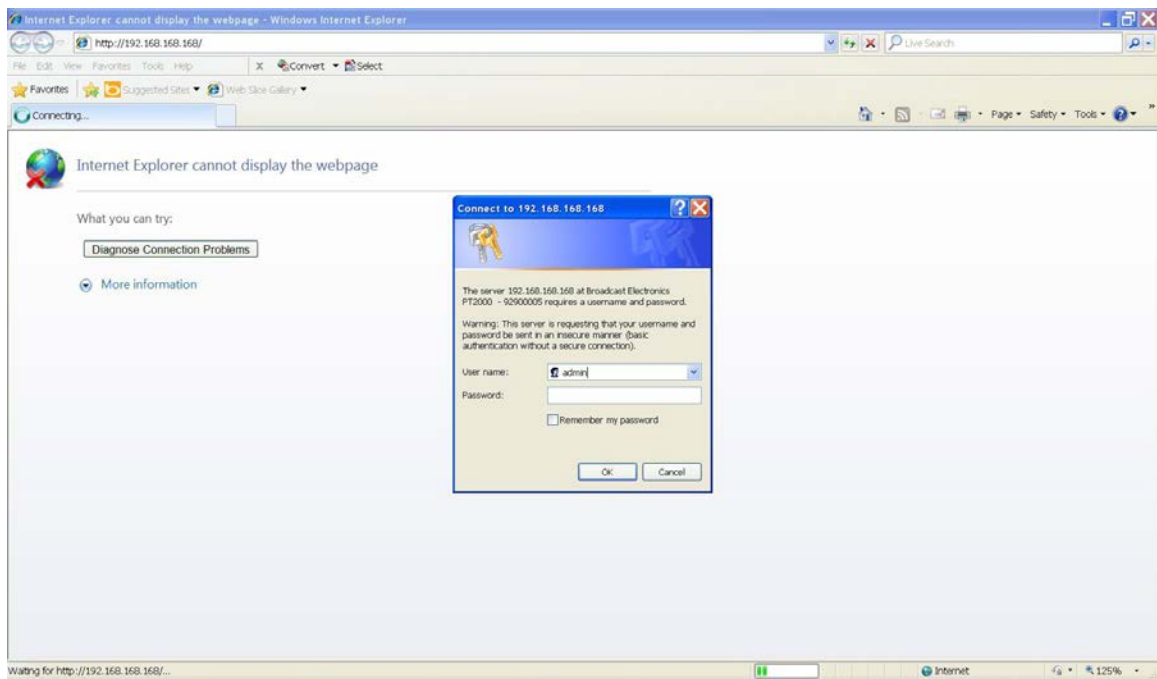 Internet Explorer cannot display the webpage - Windows Internet Explorer
http://192.168.168.168/
Live Search
File Edit View Favorites Tools Help
X Convert Select
Favorites Suggested Sites Web Slice Gallery
Connecting...
Page Safety Tools
Internet Explorer cannot display the webpage
What you can try:
Diagnose Connection Problems
More information
Connect to 192.168.168.168
The server 192.168.168.168 at Broadcast Electronics
PT2000 - 92900005 requires a username and password.
Warning: This server is requesting that your username and
password be sent in an insecure manner (basic
authentication without a secure connection).
User name: admin
Password:
Remember my password
OK Cancel
Waiting for http://192.168.168.168/...
Internet
125%